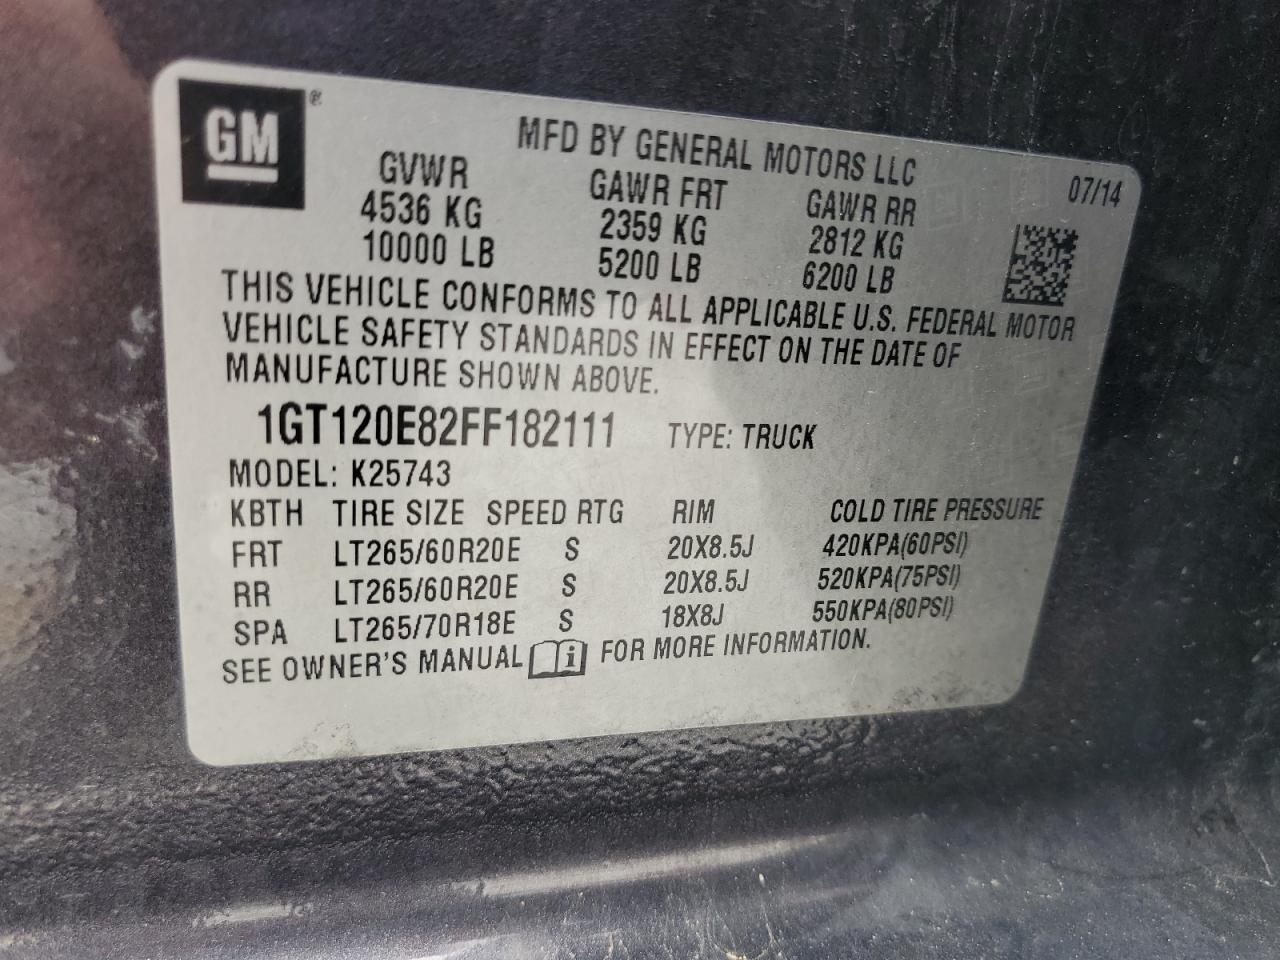 GM ®
MFD BY GENERAL MOTORS LLC
07/14
GVWR GAWR FRT GAWR RR
4536 KG 2359 KG 2812 KG
10000 LB 5200 LB 6200 LB
THIS VEHICLE CONFORMS TO ALL APPLICABLE U.S. FEDERAL MOTOR
VEHICLE SAFETY STANDARDS IN EFFECT ON THE DATE OF
MANUFACTURE SHOWN ABOVE.
1GT120E82FF182111 TYPE: TRUCK
MODEL: K25743
KBTH TIRE SIZE SPEED RTG RIM COLD TIRE PRESSURE
FRT LT265/60R20E S 20X8.5J 420KPA(60PSI)
RR LT265/60R20E S 20X8.5J 520KPA(75PSI)
SPA LT265/70R18E S 18X8J 550KPA(80PSI)
SEE OWNER'S MANUAL i FOR MORE INFORMATION.